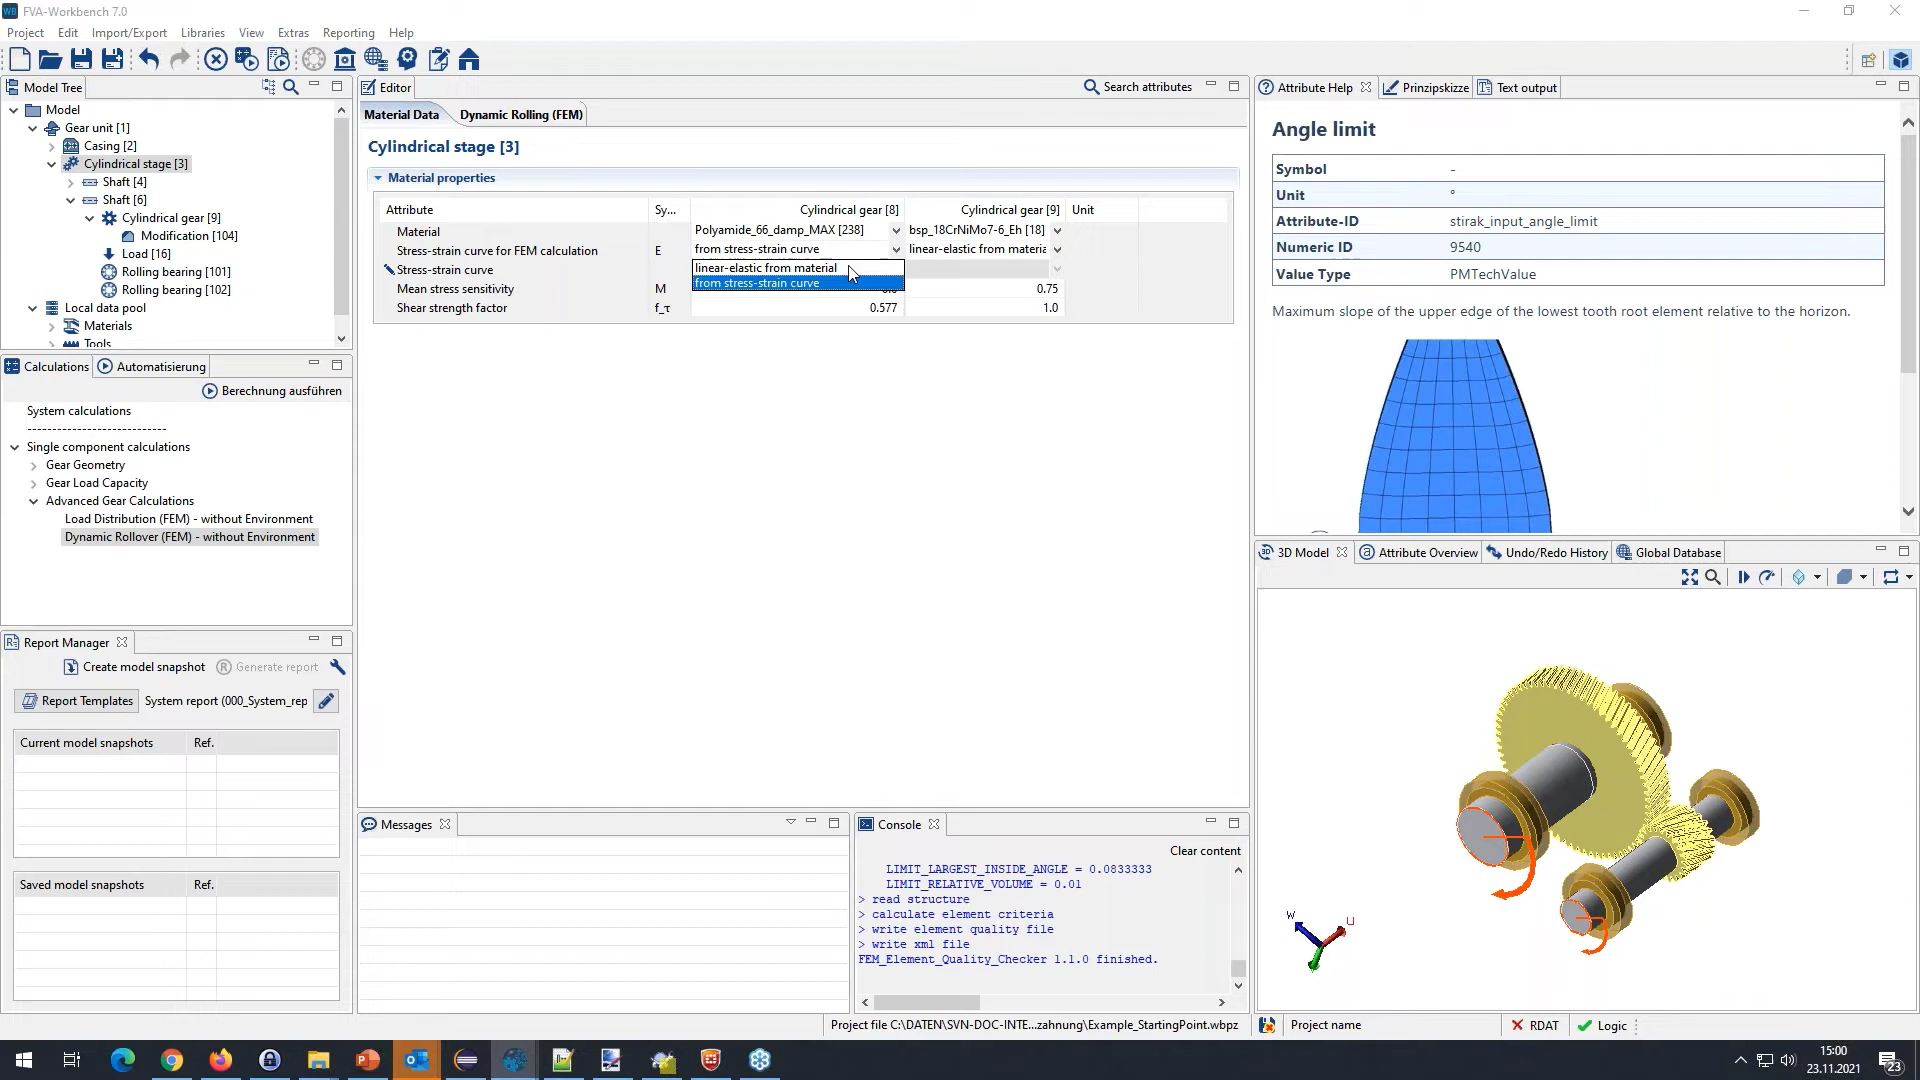 WB FVA-Workbench 7.0
Project Edit Import/Export Libraries View Extras Reporting Help
Model Tree
Model
Gear unit [1]
Casing [2]
Cylindrical stage [3]
Shaft [4]
Shaft [6]
Cylindrical gear [9]
Modification [104]
Load [16]
Rolling bearing [101]
Rolling bearing [102]
Local data pool
Materials
Tools
Calculations Automatisierung
Berechnung ausführen
System calculations
----------------------------
Single component calculations
Gear Geometry
Gear Load Capacity
Advanced Gear Calculations
Load Distribution (FEM) - without Environment
Dynamic Rollover (FEM) - without Environment
Report Manager
Create model snapshot Generate report
Report Templates System report (000_System_rep
Current model snapshots Ref.
Saved model snapshots Ref.
Editor Search attributes
Material Data Dynamic Rolling (FEM)
Cylindrical stage [3]
Material properties
Attribute Sy... Cylindrical gear [8] Cylindrical gear [9] Unit
Material Polyamide_66_damp_MAX [238] bsp_18CrNiMo7-6_Eh [18]
Stress-strain curve for FEM calculation E from stress-strain curve linear-elastic from materia
Stress-strain curve linear-elastic from material
from stress-strain curve
Mean stress sensitivity M 0.75
Shear strength factor f_τ 0.577 1.0
Messages
Console
Clear content
LIMIT_LARGEST_INSIDE_ANGLE = 0.0833333
LIMIT_RELATIVE_VOLUME = 0.01
> read structure
> calculate element criteria
> write element quality file
> write xml file
FEM_Element_Quality_Checker 1.1.0 finished.
Attribute Help Prinzipskizze Text output
Angle limit
Symbol -
Unit °
Attribute-ID stirak_input_angle_limit
Numeric ID 9540
Value Type PMTechValue
Maximum slope of the upper edge of the lowest tooth root element relative to the horizon.
3D Model Attribute Overview Undo/Redo History Global Database
W U
Project file C:\DATEN\SVN-DOC-INTE...zahnung/Example_StartingPoint.wbpz Project name RDAT Logic
15:00
23.11.2021
23